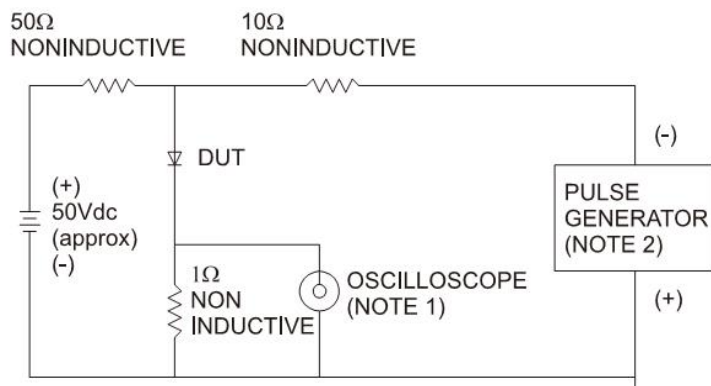 50Ω
NONINDUCTIVE
10Ω
NONINDUCTIVE
DUT
(+)
50Vdc
(approx)
(-)
1Ω
NON
INDUCTIVE
OSCILLOSCOPE
(NOTE 1)
(-)
PULSE
GENERATOR
(NOTE 2)
(+)